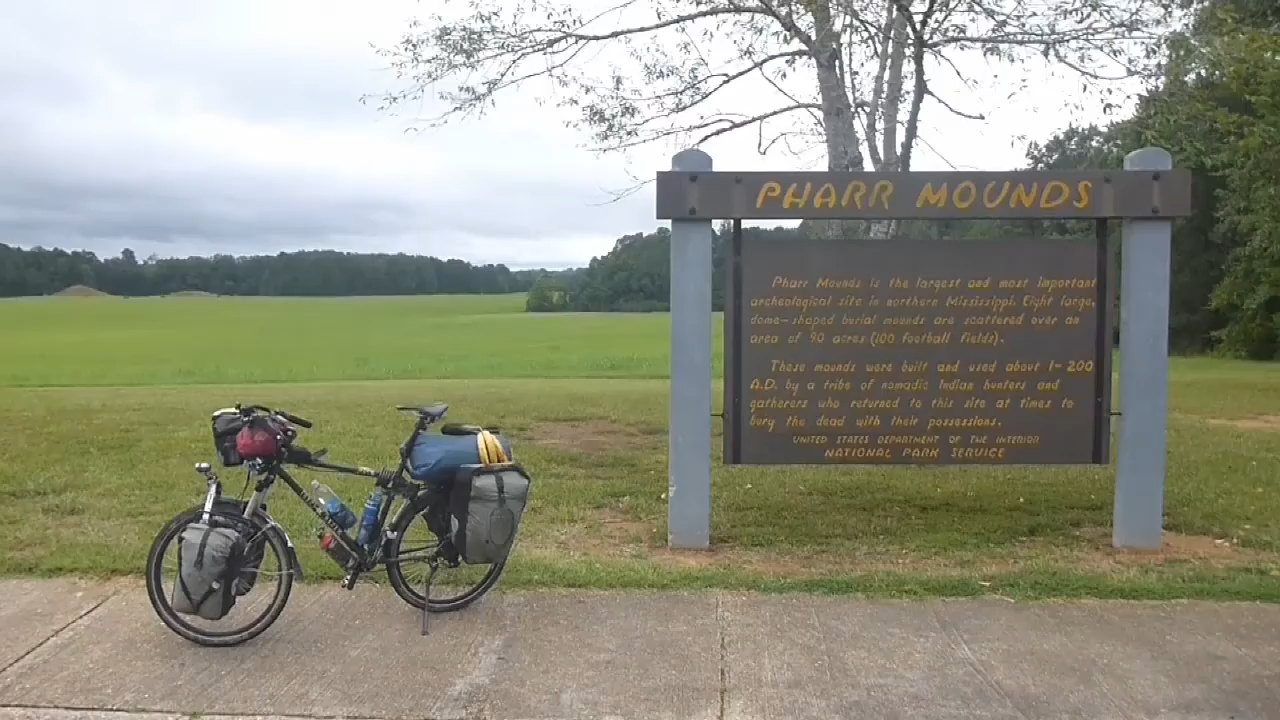 PHARR MOUNDS
Pharr Mounds is the largest and most important
archeological site in northern Mississippi. Eight large,
dome-shaped burial mounds are scattered over an
area of 90 acres (100 football fields).
These mounds were built and used about 1-200
A.D. by a tribe of nomadic Indian hunters and
gatherers who returned to this site at times to
bury the dead with their possessions.
UNITED STATES DEPARTMENT OF THE INTERIOR
NATIONAL PARK SERVICE